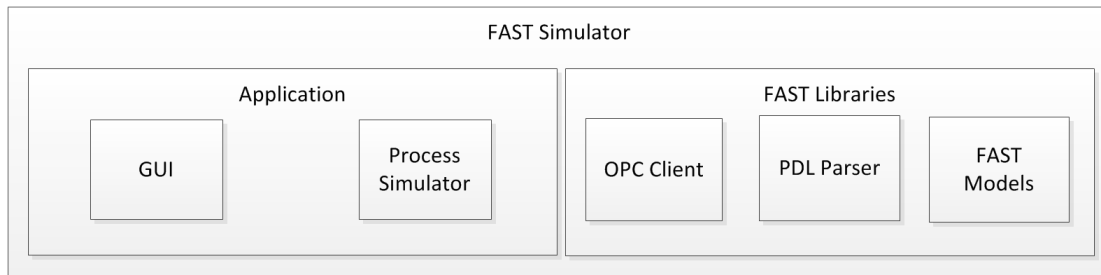 FAST Simulator
Application
FAST Libraries
GUI
Process
Simulator
OPC Client
PDL Parser
FAST
Models